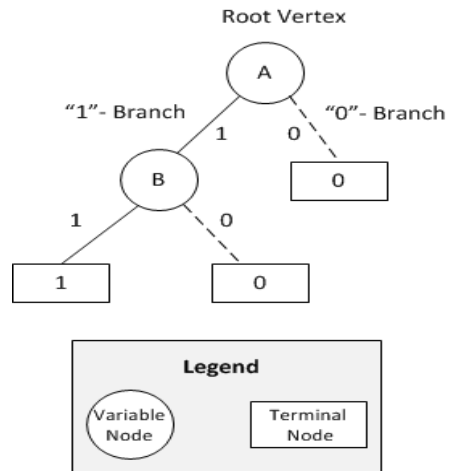 Root Vertex
A
“1”- Branch
“0”- Branch
1
0
B
0
1
0
1
0
Legend
Variable
Node
Terminal
Node